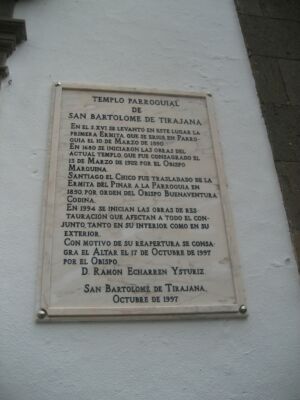 TEMPLO PARROQUIAL
DE
SAN BARTOLOME DE TIRAJANA
EN EL S.XVI SE LEVANTO EN ESTE LUGAR LA
PRIMERA ERMITA, QUE SE ERIGIR EN PARRO-
QUIA EL 10 DE MARZO DE
EN 1680 SE INICIARON LAS OBRAS DEL
ACTUAL TEMPLO, QUE FUE CONSAGRADO EL
13 DE MARZO DE 1922 POR EL OBISPO
MARQUINA.
SANTIAGO EL CHICO FUE TRASLADADO DE LA
ERMITA DEL PINAR A LA PARROQUIA EN
1850, POR ORDEN DEL OBISPO BUENAVENTURA
CODINA.
EN 1994 SE INICIAN LAS OBRAS DE RES-
TAURACIÓN QUE AFECTAN A TODO EL CON-
JUNTO, TANTO EN SU INTERIOR COMO EN SU
EXTERIOR.
CON MOTIVO DE SU REAPERTURA SE CONSA-
GRA EL ALTAR EL 17 DE OCTUBRE DE 1997
POR EL OBISPO
D. RAMÓN ECHARREN YSTURIZ
SAN BARTOLOME DE TIRAJANA,
OCTUBRE DE 1997